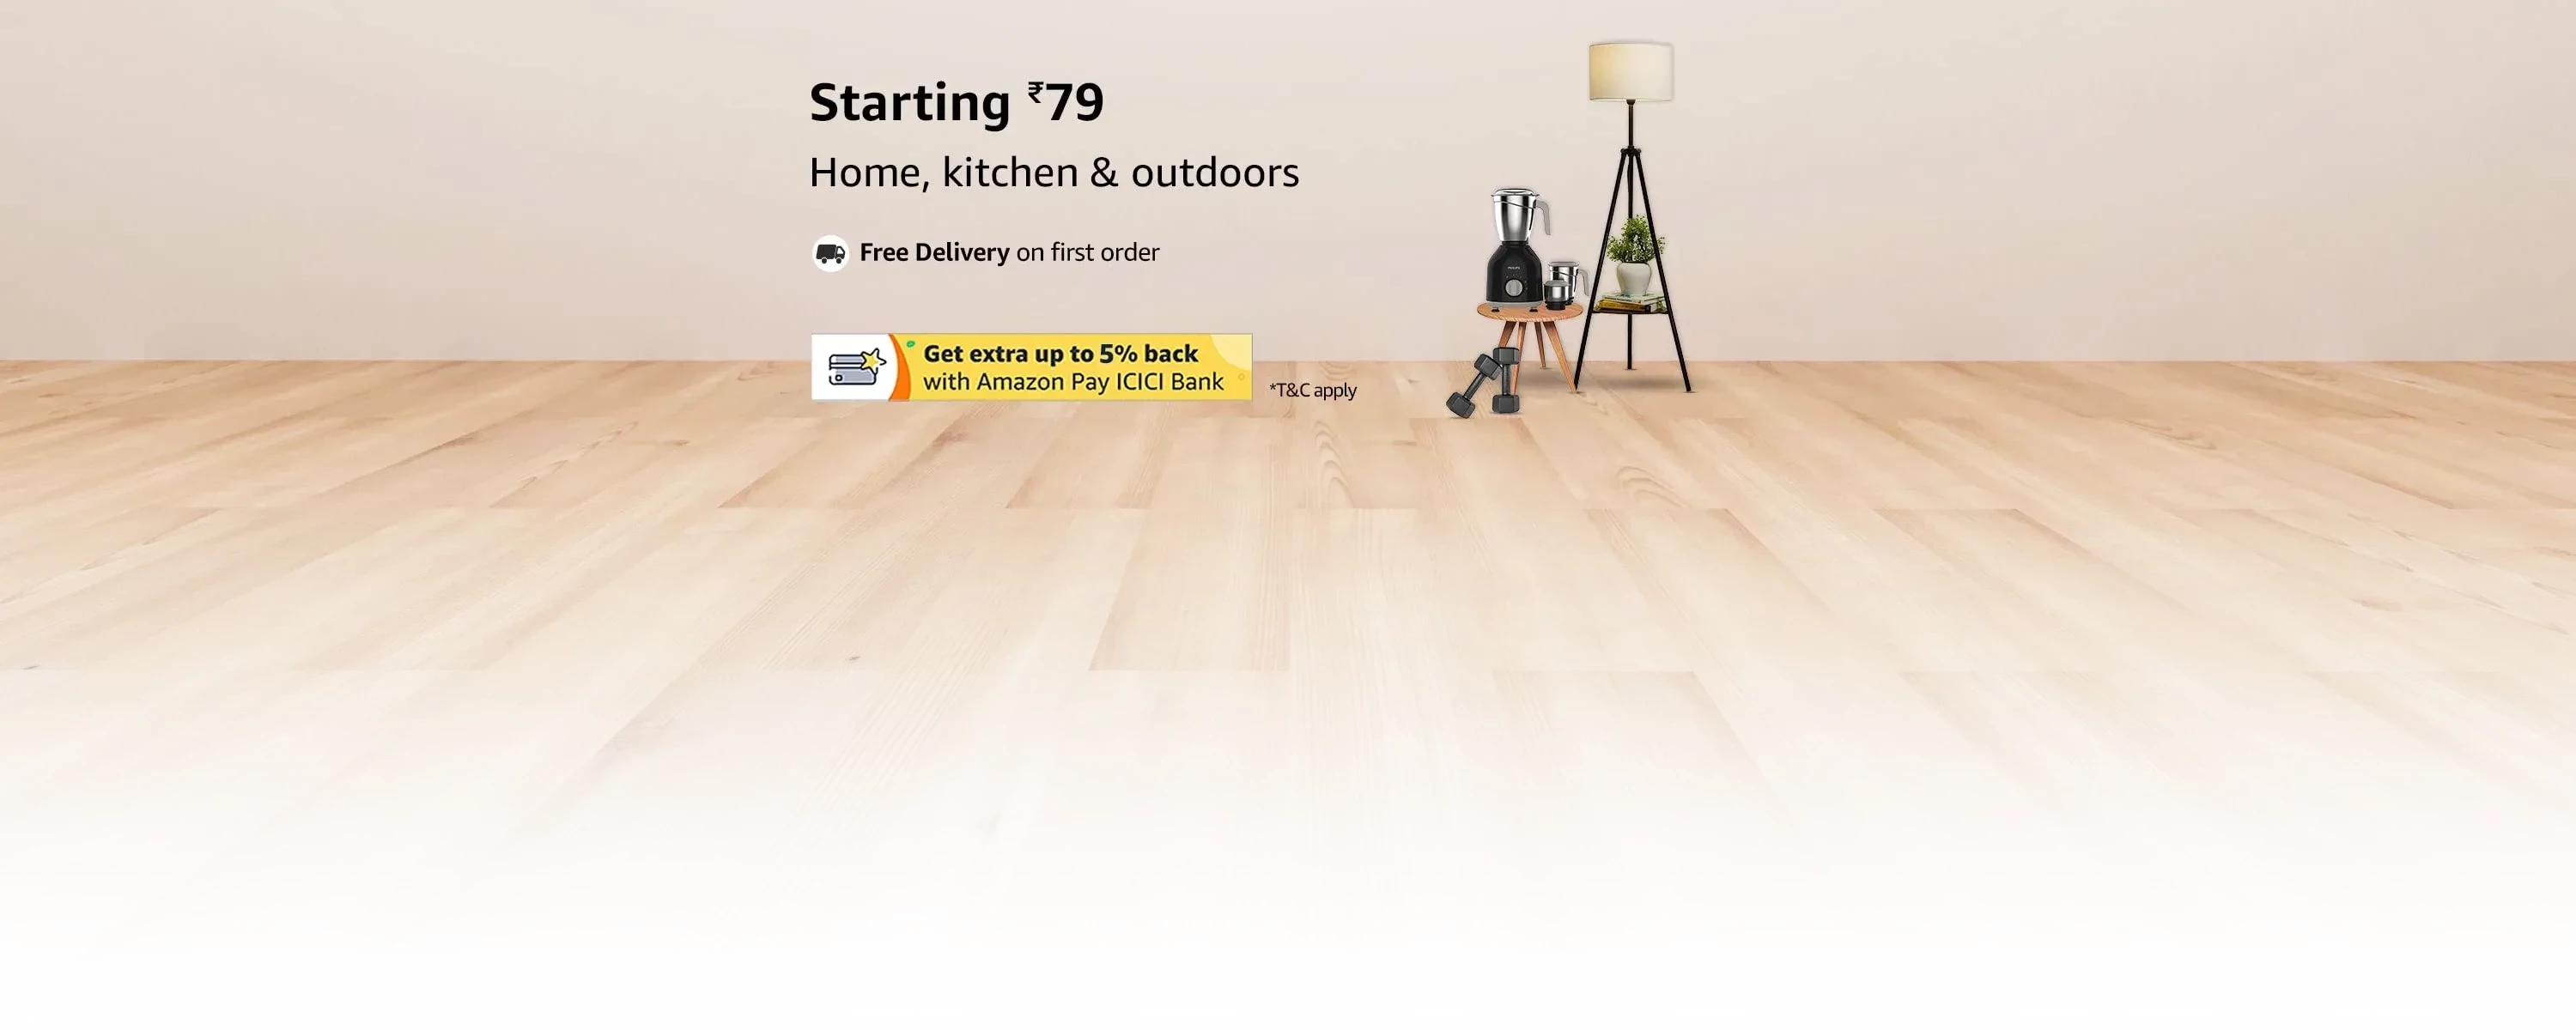 Starting ₹79
Home, kitchen & outdoors
Free Delivery on first order
Get extra up to 5% back
with Amazon Pay ICICI Bank
*T&C apply